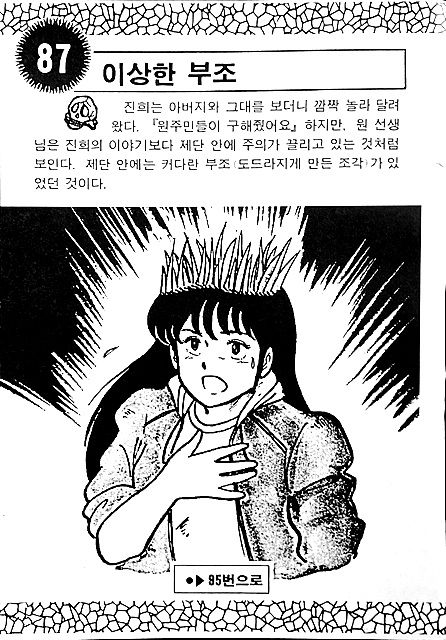 87
이상한 부조
진희는 아버지와 그대를 보더니 깜짝 놀라 달려
왔다. 『원주민들이 구해줬어요』 하지만, 원 선생
님은 진희의 이야기보다 제단 안에 주의가 끌리고 있는 것처럼
보인다. 제단 안에는 커다란 부조(도드라지게 만든 조각)가 있
었던 것이다.
●▶95번으로